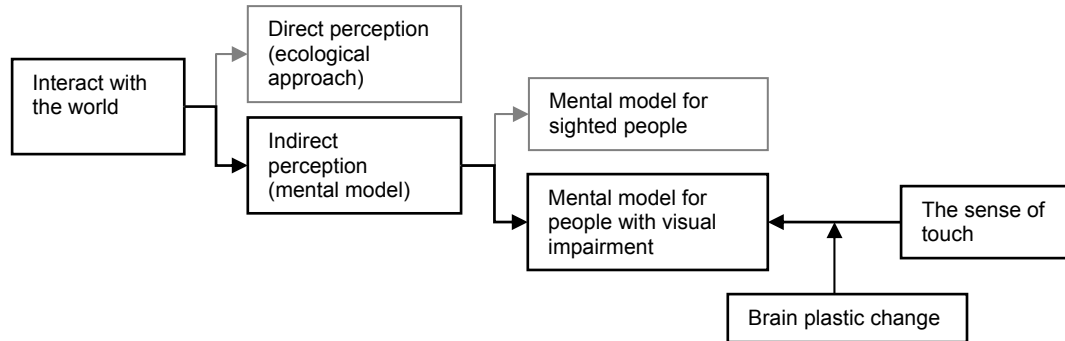 Interact with
the world
Direct perception
(ecological
approach)
Indirect
perception
(mental model)
Mental model for
sighted people
Mental model for
people with visual
impairment
The sense of
touch
Brain plastic change